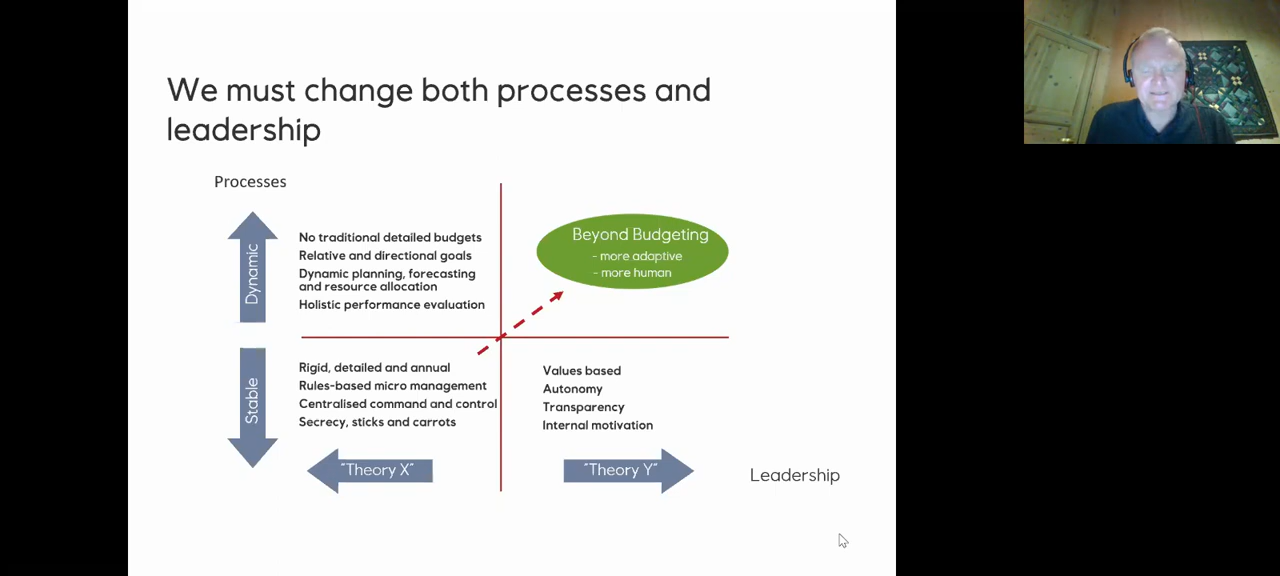 We must change both processes and
leadership
Processes
Dynamic
No traditional detailed budgets
Relative and directional goals
Dynamic planning, forecasting
and resource allocation
Holistic performance evaluation
Beyond Budgeting
- more adaptive
- more human
Stable
Rigid, detailed and annual
Rules-based micro management
Centralised command and control
Secrecy, sticks and carrots
Values based
Autonomy
Transparency
Internal motivation
"Theory X"
"Theory Y"
Leadership